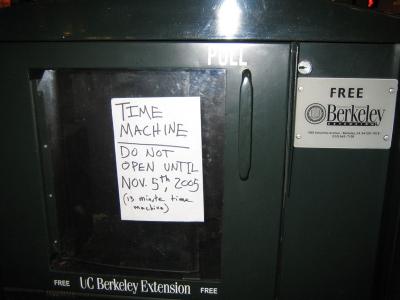 PULL
TIME
MACHINE
DO NOT
OPEN UNTIL
NOV. 5th, 2005
(13 minute time
machine)
FREE
Berkeley
EXTENSION
FREE UC Berkeley Extension FREE